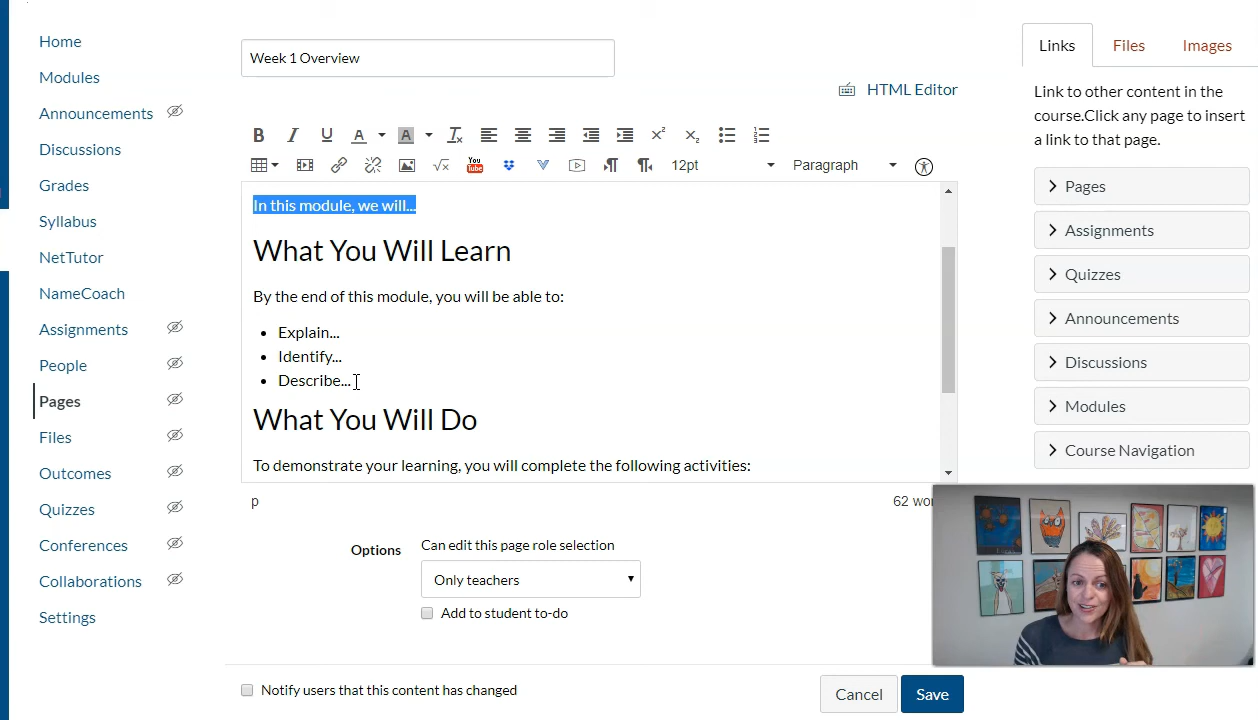 Home
Modules
Announcements
Discussions
Grades
Syllabus
NetTutor
NameCoach
Assignments
People
Pages
Files
Outcomes
Quizzes
Conferences
Collaborations
Settings
Week 1 Overview
HTML Editor
B I U A A
12pt Paragraph
You Tube
In this module, we will...
What You Will Learn
By the end of this module, you will be able to:
Explain...
Identify...
Describe...
What You Will Do
To demonstrate your learning, you will complete the following activities:
p
62 wor
Options
Can edit this page role selection
Only teachers
Add to student to-do
Notify users that this content has changed
Cancel Save
Links Files Images
Link to other content in the
course.Click any page to insert
a link to that page.
Pages
Assignments
Quizzes
Announcements
Discussions
Modules
Course Navigation